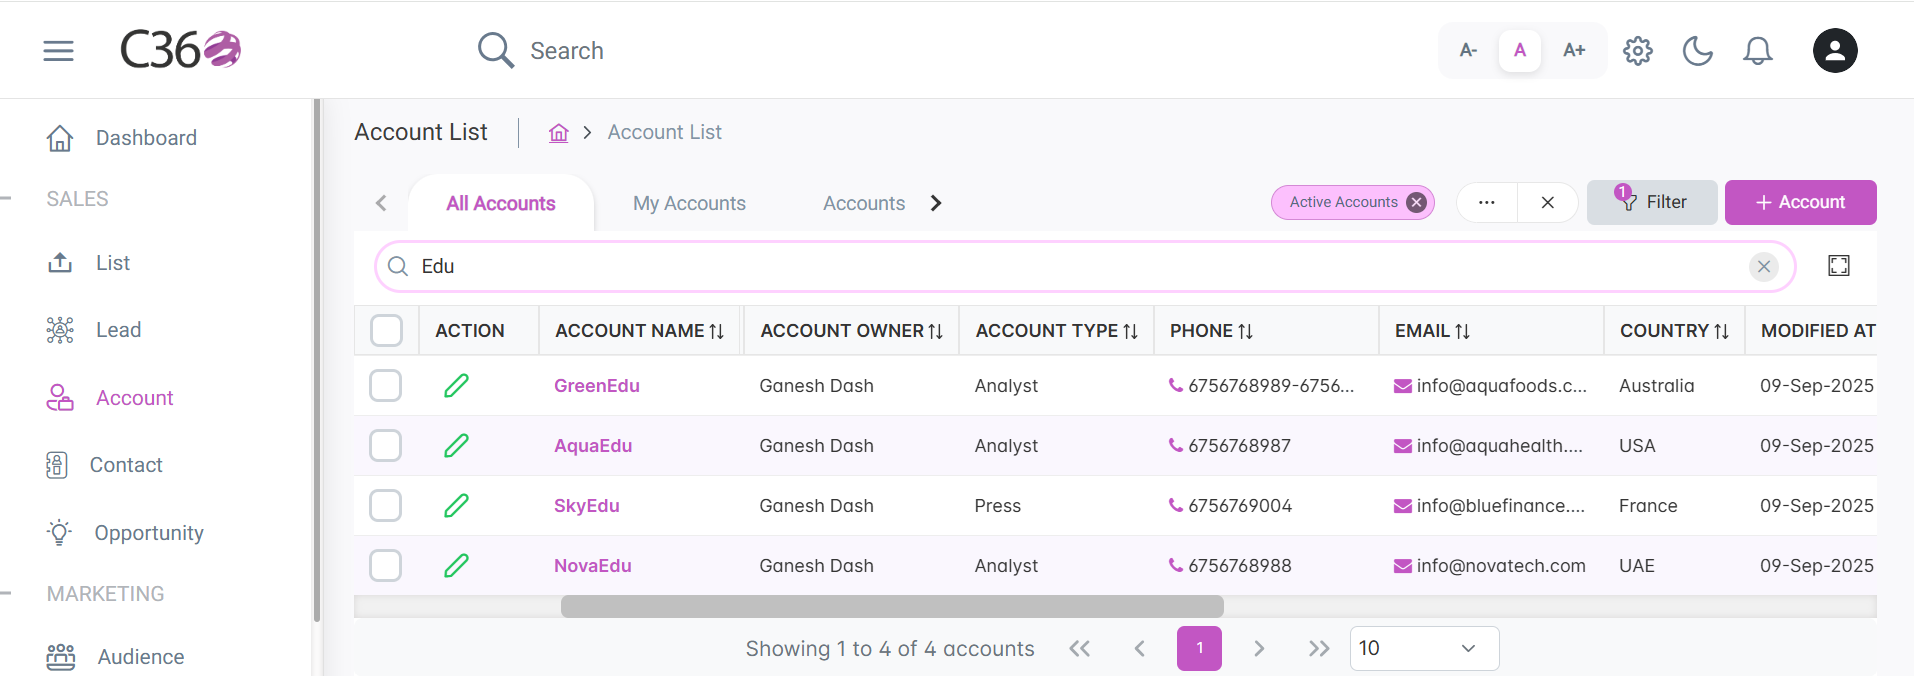 C360
Search
A- A A+
Dashboard
SALES
List
Lead
Account
Contact
Opportunity
MARKETING
Audience
Account List
Account List
All Accounts My Accounts Accounts
Active Accounts ... 1 Filter + Account
Edu
ACTION ACCOUNT NAME ACCOUNT OWNER ACCOUNT TYPE PHONE EMAIL COUNTRY MODIFIED AT
GreenEdu Ganesh Dash Analyst 6756768989-6756... info@aquafoods.c... Australia 09-Sep-2025
AquaEdu Ganesh Dash Analyst 6756768987 info@aquahealth.... USA 09-Sep-2025
SkyEdu Ganesh Dash Press 6756769004 info@bluefinance.... France 09-Sep-2025
NovaEdu Ganesh Dash Analyst 6756768988 info@novatech.com UAE 09-Sep-2025
Showing 1 to 4 of 4 accounts 1 10